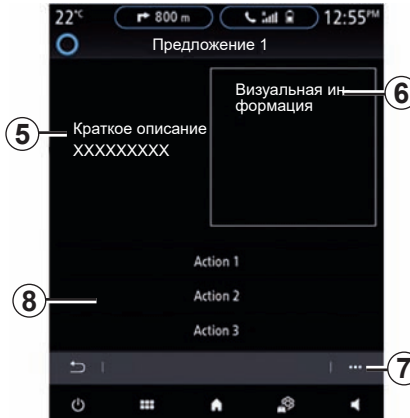 22°C
800 m
12:55PM
Предложение 1
Визуальная ин
формация
6
5
Краткое описание
XXXXXXXXX
Action 1
Action 2
8
Action 3
7